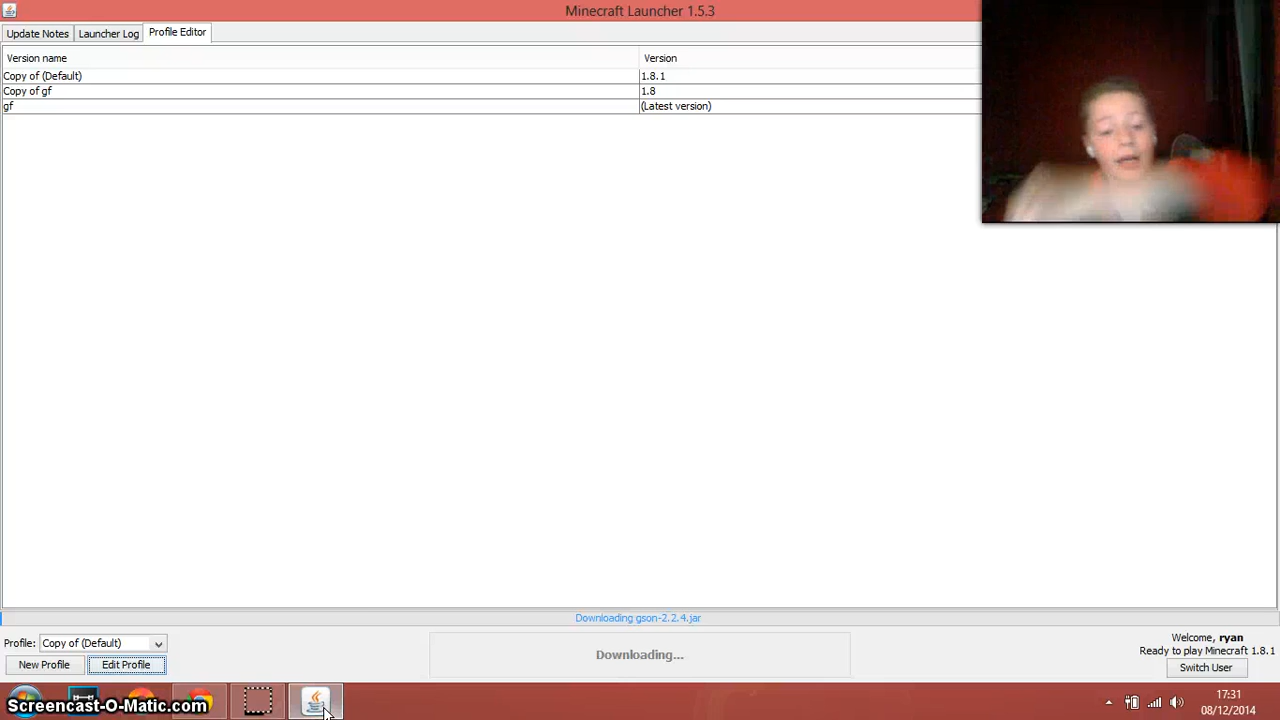 Minecraft Launcher 1.5.3
Update Notes Launcher Log Profile Editor
Version name Version
Copy of (Default) 1.8.1
Copy of gf 1.8
gf (Latest version)
Downloading gson-2.2.4.jar
Profile: Copy of (Default)
New Profile Edit Profile
Downloading...
Welcome, ryan
Ready to play Minecraft 1.8.1
Switch User
Screencast-O-Matic.com
17:31
08/12/2014